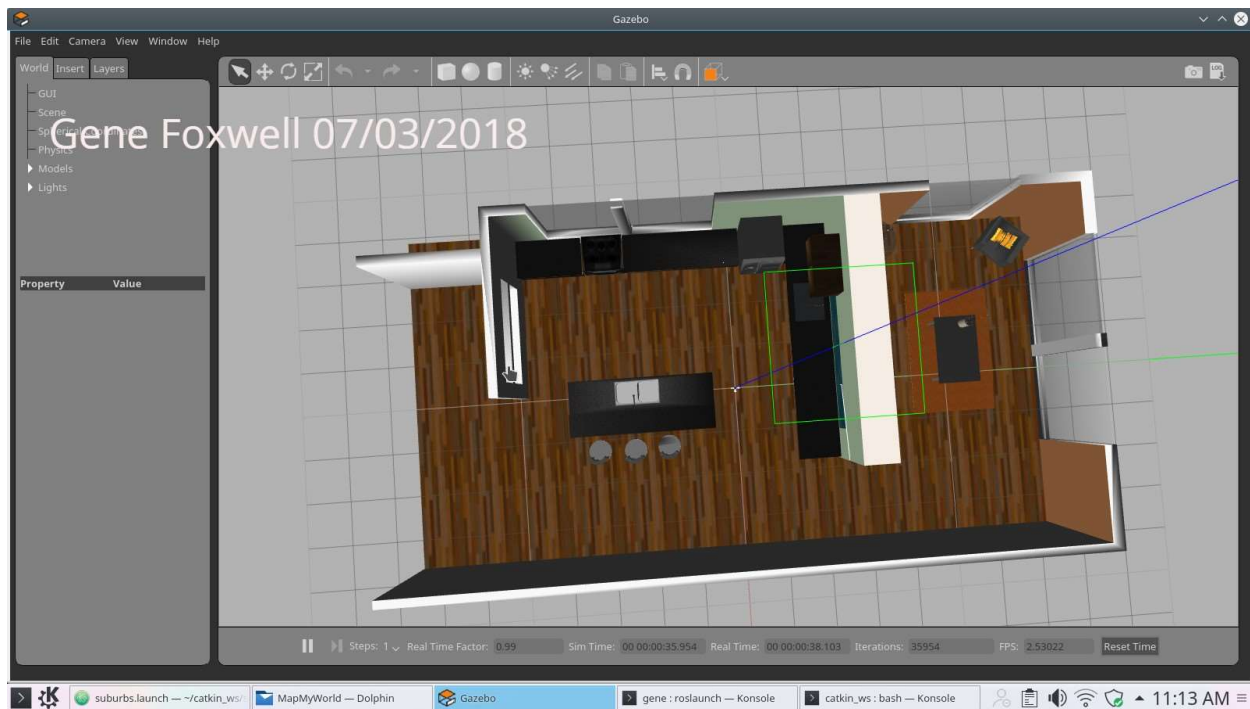 Gazebo
File Edit Camera View Window Help
World Insert Layers
GUI
Scene
Spherical Coordinates
Physics
Models
Lights
Gene Foxwell 07/03/2018
Property Value
Steps: 1 Real Time Factor: 0.99 Sim Time: 00 00:00:35.954 Real Time: 00 00:00:38.103 Iterations: 35954 FPS: 2.53022 Reset Time
suburbs.launch — ~/catkin_ws/ MapMyWorld — Dolphin Gazebo gene : roslaunch — Konsole catkin_ws : bash — Konsole 11:13 AM